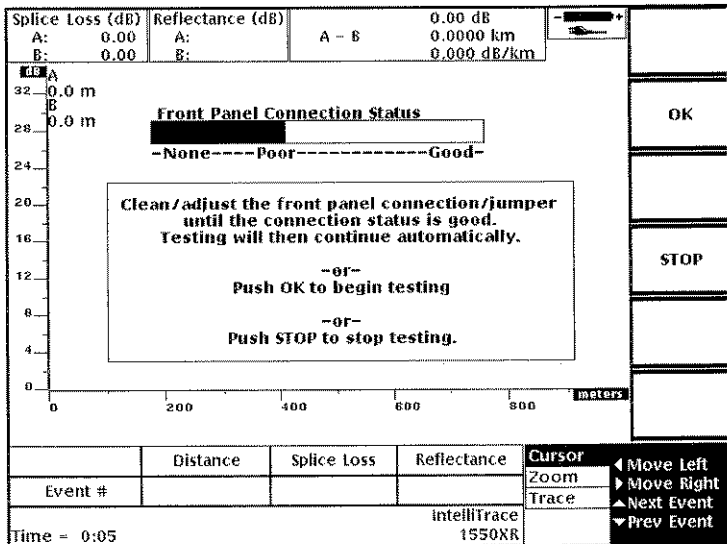 Splice Loss (dB) Reflectance (dB) 0.00 dB - +
A: 0.00 A: A - B 0.0000 km
B: 0.00 B: 0.000 dB/km
dB A
32 0.0 m
B
0.0 m
Front Panel Connection Status
OK
28
-None----Poor------------Good-
24
20
Clean/adjust the front panel connection/jumper
until the connection status is good.
Testing will then continue automatically.
16
STOP
-or-
12
Push OK to begin testing
8
-or-
Push STOP to stop testing.
4
0
meters
0 200 400 600 800
Distance Splice Loss Reflectance
Event #
Cursor
Zoom
Trace
Move Left
Move Right
Next Event
Prev Event
IntelliTrace
Time = 0:05 1550XR